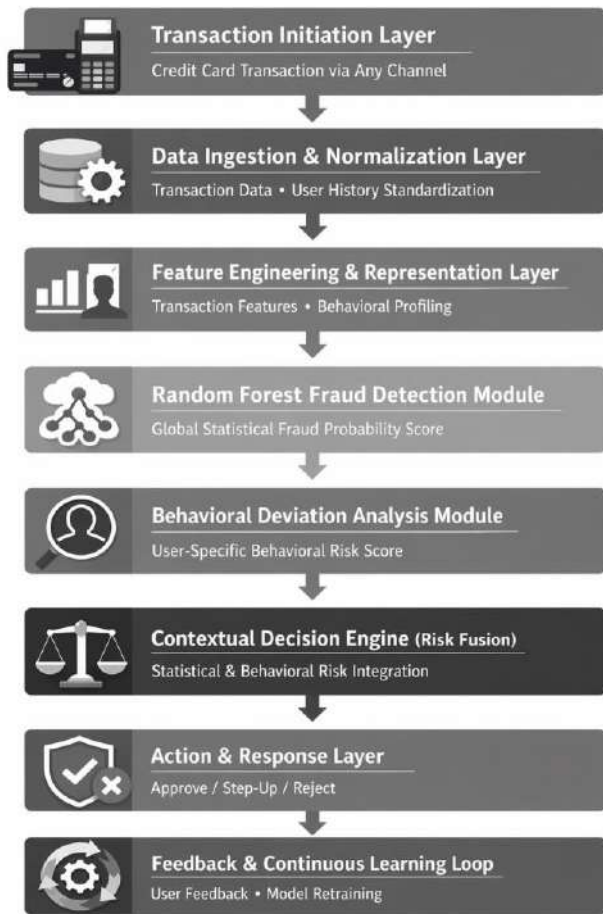 Transaction Initiation Layer
Credit Card Transaction via Any Channel
Data Ingestion & Normalization Layer
Transaction Data • User History Standardization
Feature Engineering & Representation Layer
Transaction Features • Behavioral Profiling
Random Forest Fraud Detection Module
Global Statistical Fraud Probability Score
Behavioral Deviation Analysis Module
User-Specific Behavioral Risk Score
Contextual Decision Engine (Risk Fusion)
Statistical & Behavioral Risk Integration
Action & Response Layer
Approve / Step-Up / Reject
Feedback & Continuous Learning Loop
User Feedback • Model Retraining